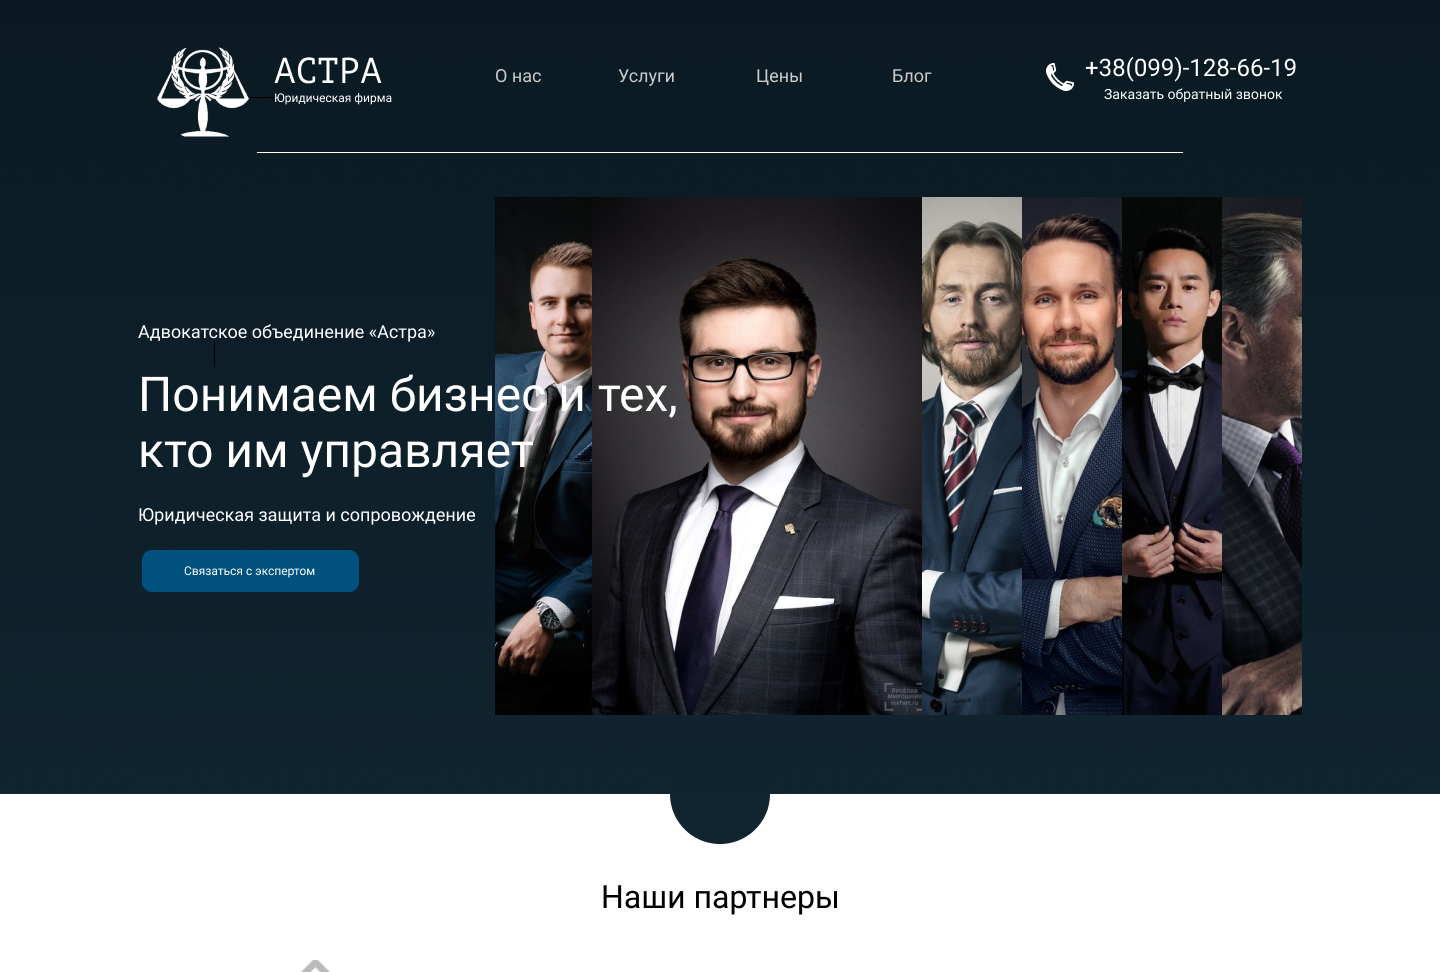 АСТРА
Юридическая фирма
О нас
Услуги
Цены
Блог
+38(099)-128-66-19
Заказать обратный звонок
Адвокатское объединение «Астра»
Понимаем бизнес и тех,
кто им управляет
Юридическая защита и сопровождение
Связаться с экспертом
Наши партнеры